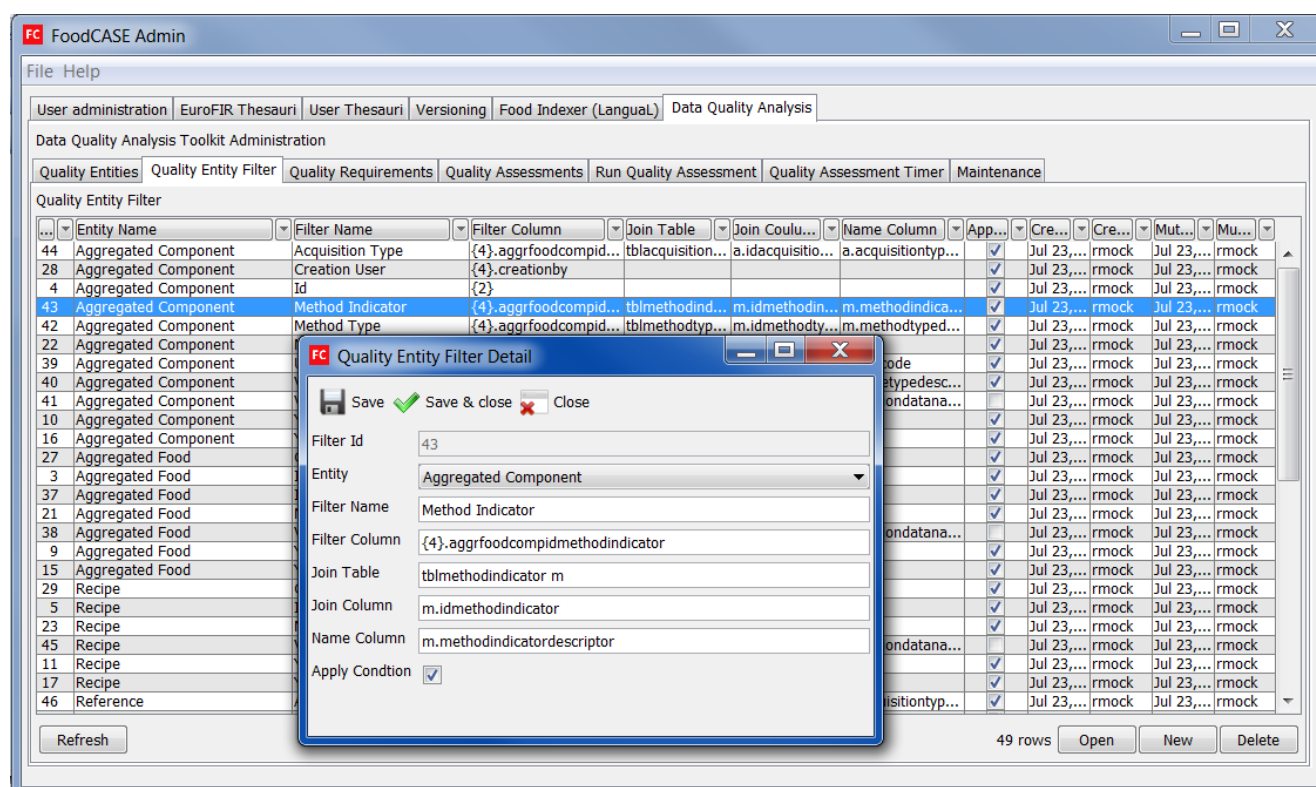 FC FoodCASE Admin
File Help
User administration EuroFIR Thesauri User Thesauri Versioning Food Indexer (LanguaL) Data Quality Analysis
Data Quality Analysis Toolkit Administration
Quality Entities Quality Entity Filter Quality Requirements Quality Assessments Run Quality Assessment Quality Assessment Timer Maintenance
Quality Entity Filter
... Entity Name Filter Name Filter Column Join Table Join Coulu... Name Column App... Cre... Cre... Mut... Mu...
44 Aggregated Component Acquisition Type {4}.aggrfoodcompid... tblacquisition... a.idacquisitio... a.acquisitiontyp... Jul 23,... rmock Jul 23,... rmock
28 Aggregated Component Creation User {4}.creationby Jul 23,... rmock Jul 23,... rmock
4 Aggregated Component Id {2} Jul 23,... rmock Jul 23,... rmock
43 Aggregated Component Method Indicator {4}.aggrfoodcompid... tblmethodind... m.idmethodin... m.methodindica... Jul 23,... rmock Jul 23,... rmock
42 Aggregated Component Method Type {4}.aggrfoodcompid... tblmethodtyp... m.idmethodty... m.methodtyped... Jul 23,... rmock Jul 23,... rmock
22 Aggregated Component Jul 23,... rmock Jul 23,... rmock
39 Aggregated Component code Jul 23,... rmock Jul 23,... rmock
40 Aggregated Component etypedesc... Jul 23,... rmock Jul 23,... rmock
41 Aggregated Component ondatana... Jul 23,... rmock Jul 23,... rmock
10 Aggregated Component Jul 23,... rmock Jul 23,... rmock
16 Aggregated Component Jul 23,... rmock Jul 23,... rmock
27 Aggregated Food Jul 23,... rmock Jul 23,... rmock
3 Aggregated Food Jul 23,... rmock Jul 23,... rmock
37 Aggregated Food Jul 23,... rmock Jul 23,... rmock
21 Aggregated Food Jul 23,... rmock Jul 23,... rmock
38 Aggregated Food ondatana... Jul 23,... rmock Jul 23,... rmock
9 Aggregated Food Jul 23,... rmock Jul 23,... rmock
15 Aggregated Food Jul 23,... rmock Jul 23,... rmock
29 Recipe Jul 23,... rmock Jul 23,... rmock
5 Recipe Jul 23,... rmock Jul 23,... rmock
23 Recipe Jul 23,... rmock Jul 23,... rmock
45 Recipe ondatana... Jul 23,... rmock Jul 23,... rmock
11 Recipe Jul 23,... rmock Jul 23,... rmock
17 Recipe Jul 23,... rmock Jul 23,... rmock
46 Reference isitiontyp... Jul 23,... rmock Jul 23,... rmock
FC Quality Entity Filter Detail
Save Save & close Close
Filter Id 43
Entity Aggregated Component
Filter Name Method Indicator
Filter Column {4}.aggrfoodcompidmethodindicator
Join Table tblmethodindicator m
Join Column m.idmethodindicator
Name Column m.methodindicatordescriptor
Apply Condtion
Refresh 49 rows Open New Delete